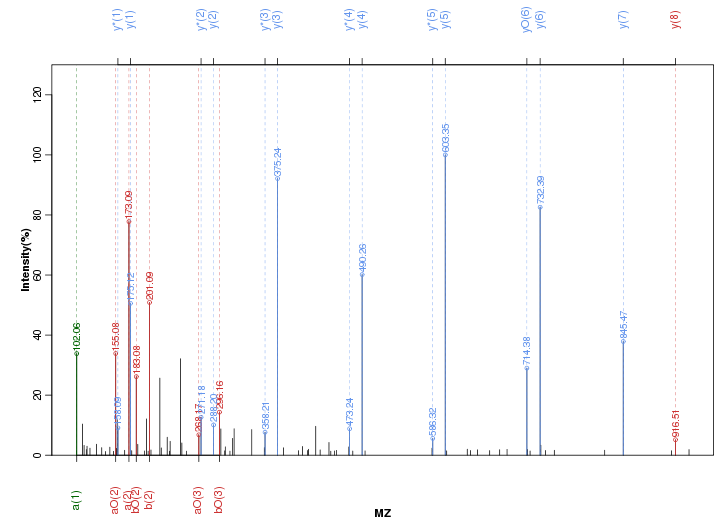 y*(1) y(1) y*(2) y(2) y*(3) y(3) y*(4) y(4) y*(5) y(5) yO(6) y(6) y(7) y(8)
Intensity(%)
0 20 40 60 80 100 120
102.06 155.08 158.09 173.09 175.12 183.08 201.09 268.17 271.18 288.20 296.16 358.21 375.24 473.24 490.26 586.32 603.35 714.38 732.39 845.47 916.51
a(1) aO(2) a(2) bO(2) b(2) aO(3) bO(3)
MZ